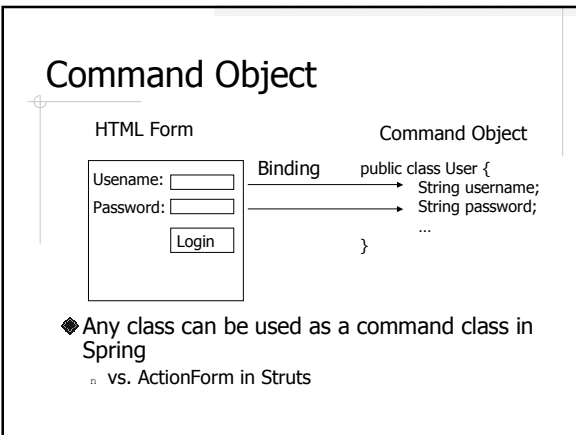 Command Object
HTML Form
Command Object
Usename:
Password:
Login
Binding
public class User {
String username;
String password;
...
}
Any class can be used as a command class in
Spring
n vs. ActionForm in Struts